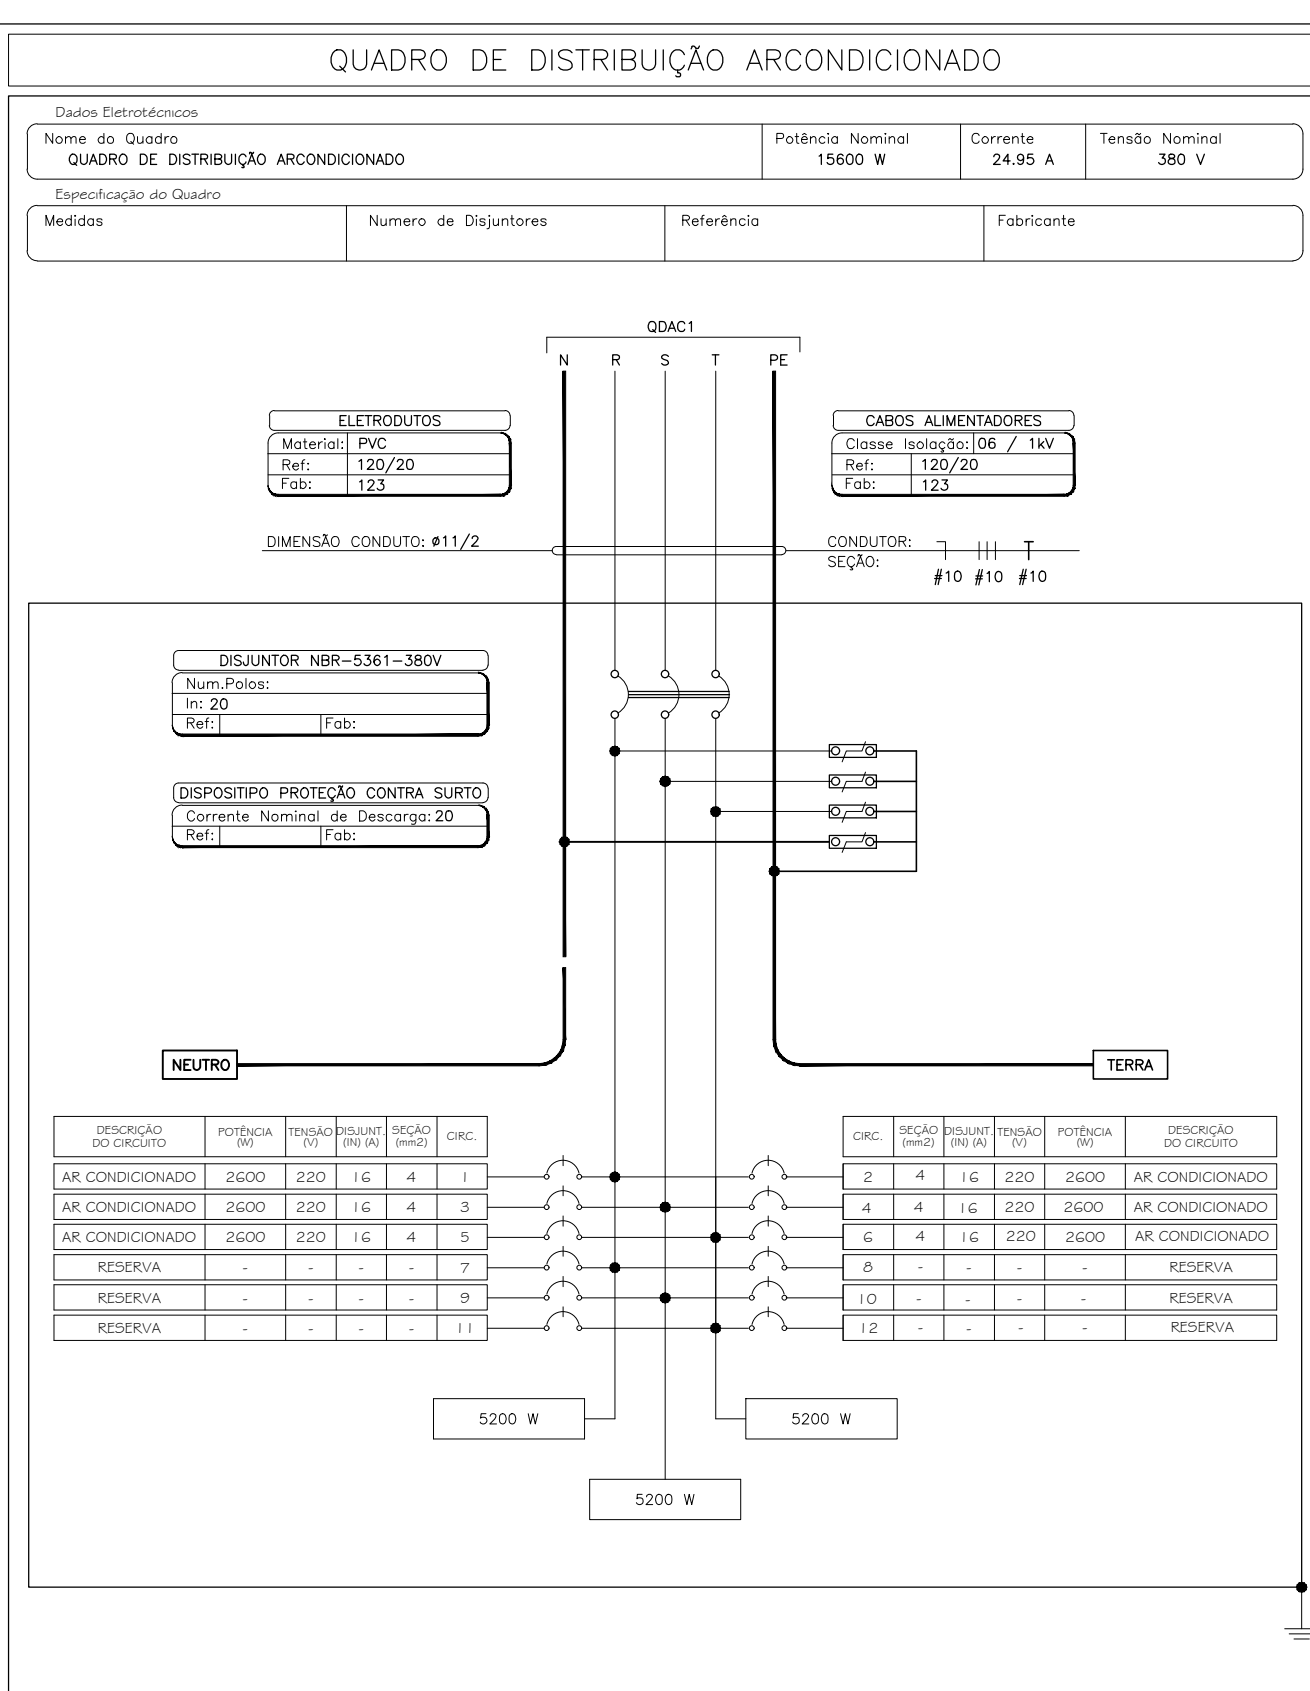 QUADRO DE DISTRIBUIÇÃO ARCONDICIONADO
Dados Eletrotécnicos
Nome do Quadro Potência Nominal Corrente Tensão Nominal
QUADRO DE DISTRIBUIÇÃO ARCONDICIONADO 15600 W 24.95 A 380 V
Especificação do Quadro
Medidas Numero de Disjuntores Referência Fabricante
QDAC1
N R S T PE
ELETRODUTOS
Material: PVC
Ref: 120/20
Fab: 123
CABOS ALIMENTADORES
Classe Isolação: 06 / 1kV
Ref: 120/20
Fab: 123
DIMENSÃO CONDUTO: ø11/2
CONDUTOR:
SEÇÃO:
#10 #10 #10
DISJUNTOR NBR-5361-380V
Num.Polos:
In: 20
Ref: Fab:
DISPOSITIPO PROTEÇÃO CONTRA SURTO
Corrente Nominal de Descarga: 20
Ref: Fab:
NEUTRO
TERRA
DESCRIÇÃO DO CIRCUITO POTÊNCIA (W) TENSÃO (V) DISJUNT. (IN) (A) SEÇÃO (mm2) CIRC.
AR CONDICIONADO 2600 220 16 4 1
AR CONDICIONADO 2600 220 16 4 3
AR CONDICIONADO 2600 220 16 4 5
RESERVA - - - - 7
RESERVA - - - - 9
RESERVA - - - - 11
CIRC. SEÇÃO (mm2) DISJUNT. (IN) (A) TENSÃO (V) POTÊNCIA (W) DESCRIÇÃO DO CIRCUITO
2 4 16 220 2600 AR CONDICIONADO
4 4 16 220 2600 AR CONDICIONADO
6 4 16 220 2600 AR CONDICIONADO
8 - - - - RESERVA
10 - - - - RESERVA
12 - - - - RESERVA
5200 W
5200 W
5200 W